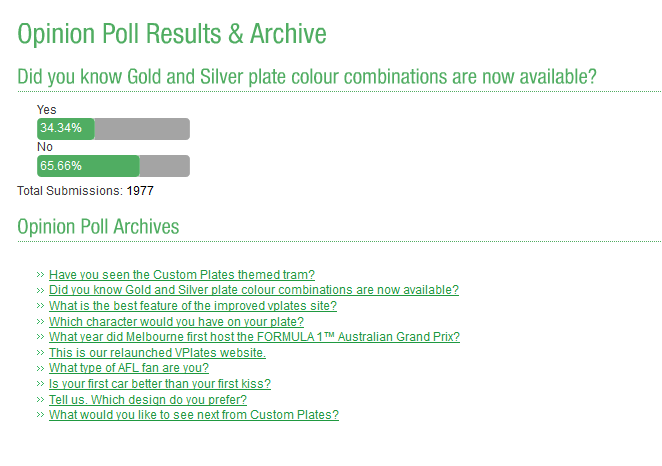 Opinion Poll Results & Archive
Did you know Gold and Silver plate colour combinations are now available?
Yes
34.34%
No
65.66%
Total Submissions: 1977
Opinion Poll Archives
Have you seen the Custom Plates themed tram?
Did you know Gold and Silver plate colour combinations are now available?
What is the best feature of the improved vplates site?
Which character would you have on your plate?
What year did Melbourne first host the FORMULA 1™ Australian Grand Prix?
This is our relaunched VPlates website.
What type of AFL fan are you?
Is your first car better than your first kiss?
Tell us. Which design do you prefer?
What would you like to see next from Custom Plates?